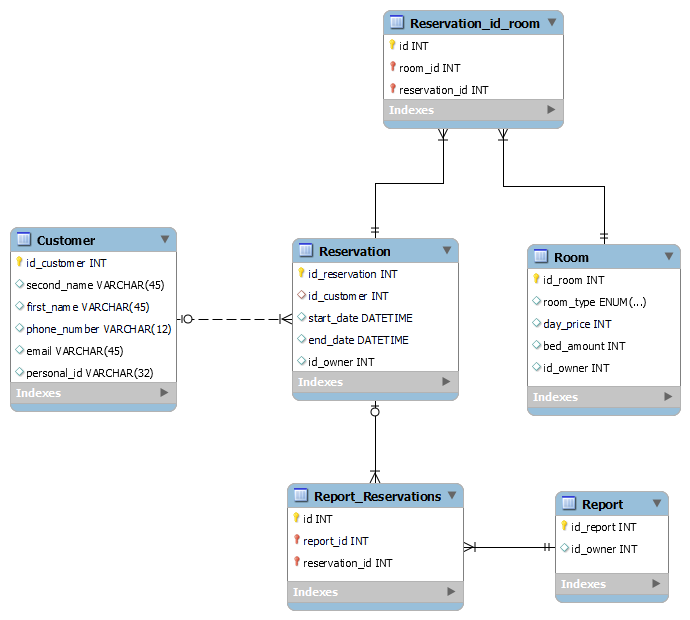 Reservation_id_room
id INT
room_id INT
reservation_id INT
Indexes
Customer
id_customer INT
second_name VARCHAR(45)
first_name VARCHAR(45)
phone_number VARCHAR(12)
email VARCHAR(45)
personal_id VARCHAR(32)
Indexes
Reservation
id_reservation INT
id_customer INT
start_date DATETIME
end_date DATETIME
id_owner INT
Indexes
Room
id_room INT
room_type ENUM(...)
day_price INT
bed_amount INT
id_owner INT
Indexes
Report_Reservations
id INT
report_id INT
reservation_id INT
Indexes
Report
id_report INT
id_owner INT
Indexes